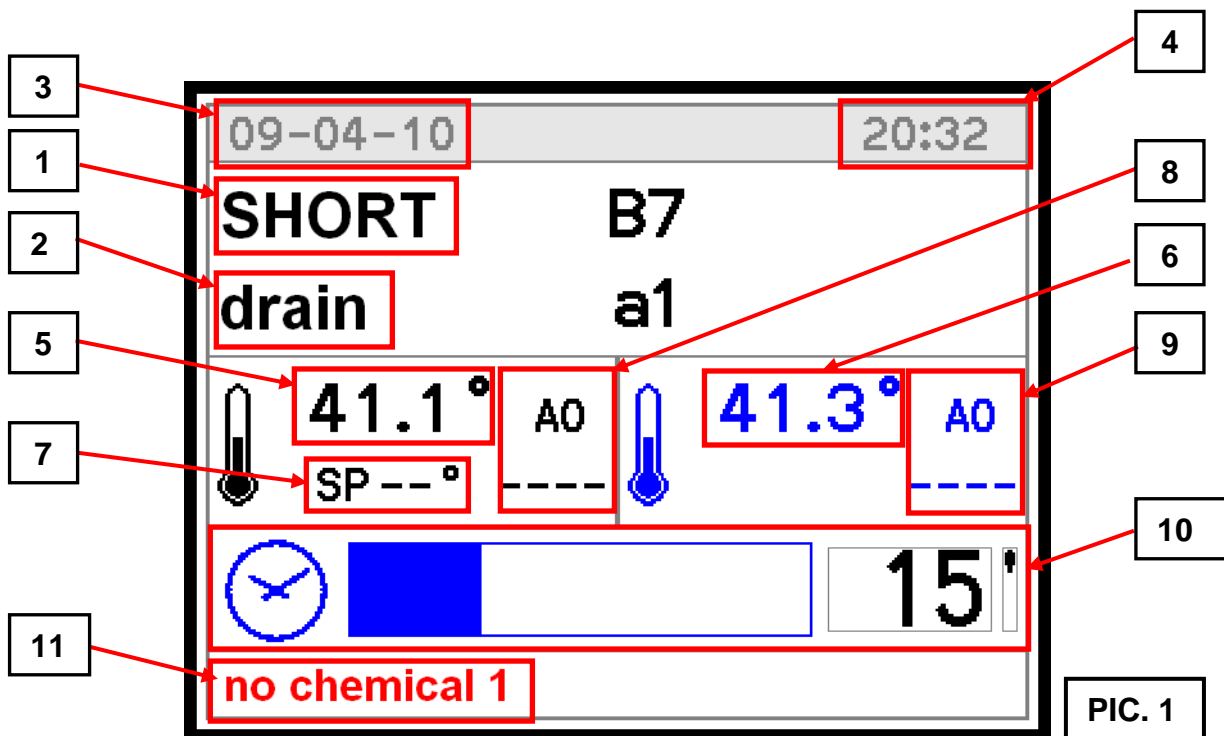 4
3
09-04-10 20:32
1
8
SHORT B7
2
6
drain a1
5
9
41.1° A0 41.3° A0
7
SP --° ---- ----
10
15'
11
no chemical 1
PIC. 1